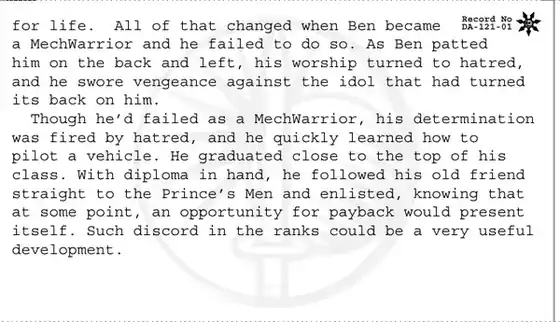 for life.  All of that changed when Ben became
Record No
DA-121-01
a MechWarrior and he failed to do so. As Ben patted
him on the back and left, his worship turned to hatred,
and he swore vengeance against the idol that had turned
its back on him.
Though he'd failed as a MechWarrior, his determination
was fired by hatred, and he quickly learned how to
pilot a vehicle. He graduated close to the top of his
class. With diploma in hand, he followed his old friend
straight to the Prince's Men and enlisted, knowing that
at some point, an opportunity for payback would present
itself. Such discord in the ranks could be a very useful
development.